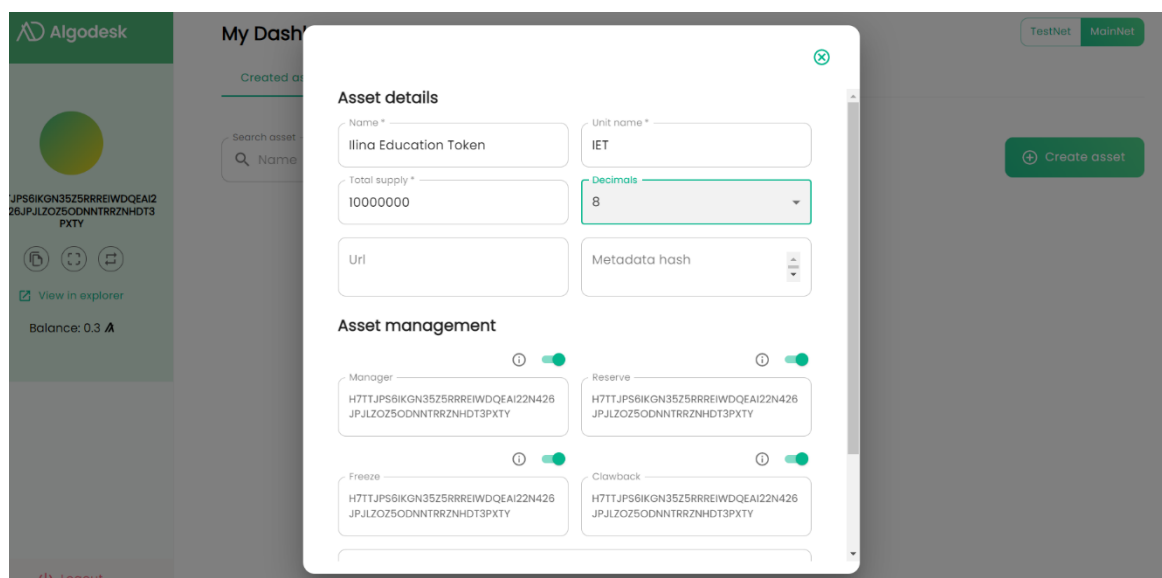 Algodesk
My Dash
TestNet
MainNet
Created as
Asset details
Name *
Ilina Education Token
Unit name *
IET
Search asset
Name
Create asset
Total supply *
10000000
Decimals
8
JPS6IKGN35Z5RRREIWDQEAI2
26JPJLZOZ5ODNNTRRZNHDT3
PXTY
Url
Metadata hash
View in explorer
Balance: 0.3
Asset management
Manager
H7TTJPS6IKGN35Z5RRREIWDQEAI22N426
JPJLZOZ5ODNNTRRZNHDT3PXTY
Reserve
H7TTJPS6IKGN35Z5RRREIWDQEAI22N426
JPJLZOZ5ODNNTRRZNHDT3PXTY
Freeze
H7TTJPS6IKGN35Z5RRREIWDQEAI22N426
JPJLZOZ5ODNNTRRZNHDT3PXTY
Clawback
H7TTJPS6IKGN35Z5RRREIWDQEAI22N426
JPJLZOZ5ODNNTRRZNHDT3PXTY